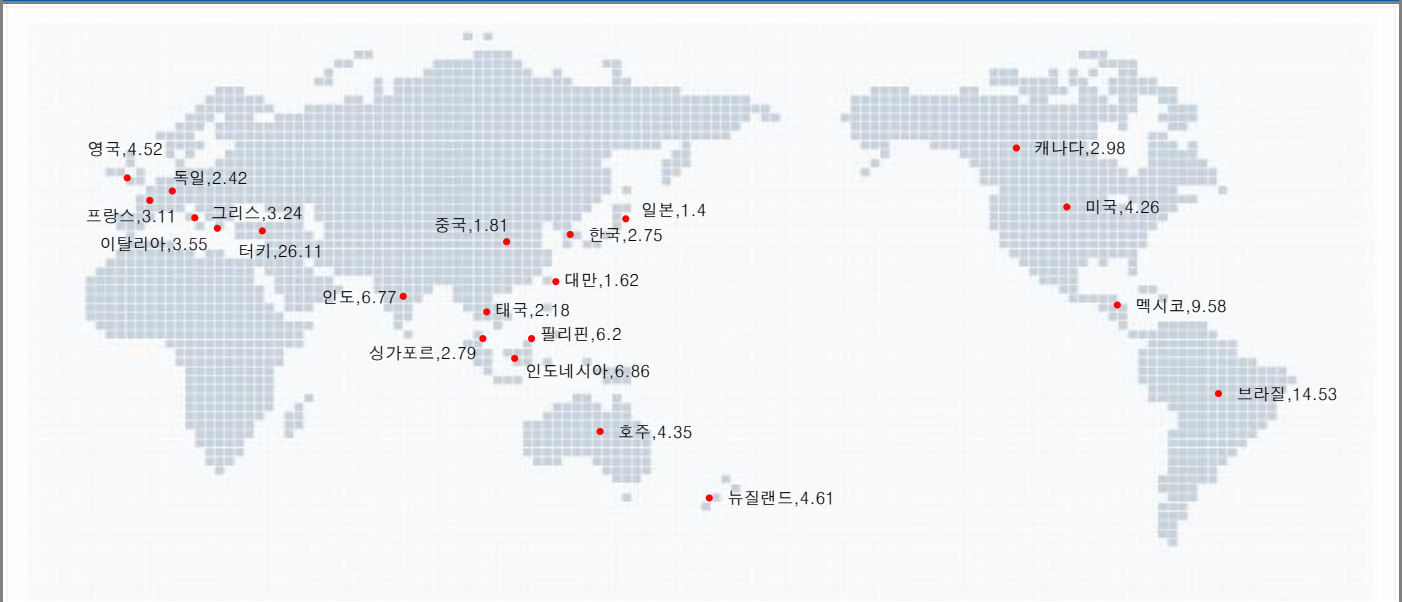 영국,4.52
독일,2.42
프랑스,3.11
그리스,3.24
이탈리아,3.55
터키,26.11
중국,1.81
일본,1.4
한국,2.75
대만,1.62
인도,6.77
태국,2.18
필리핀,6.2
싱가포르,2.79
인도네시아,6.86
호주,4.35
뉴질랜드,4.61
캐나다,2.98
미국,4.26
멕시코,9.58
브라질,14.53